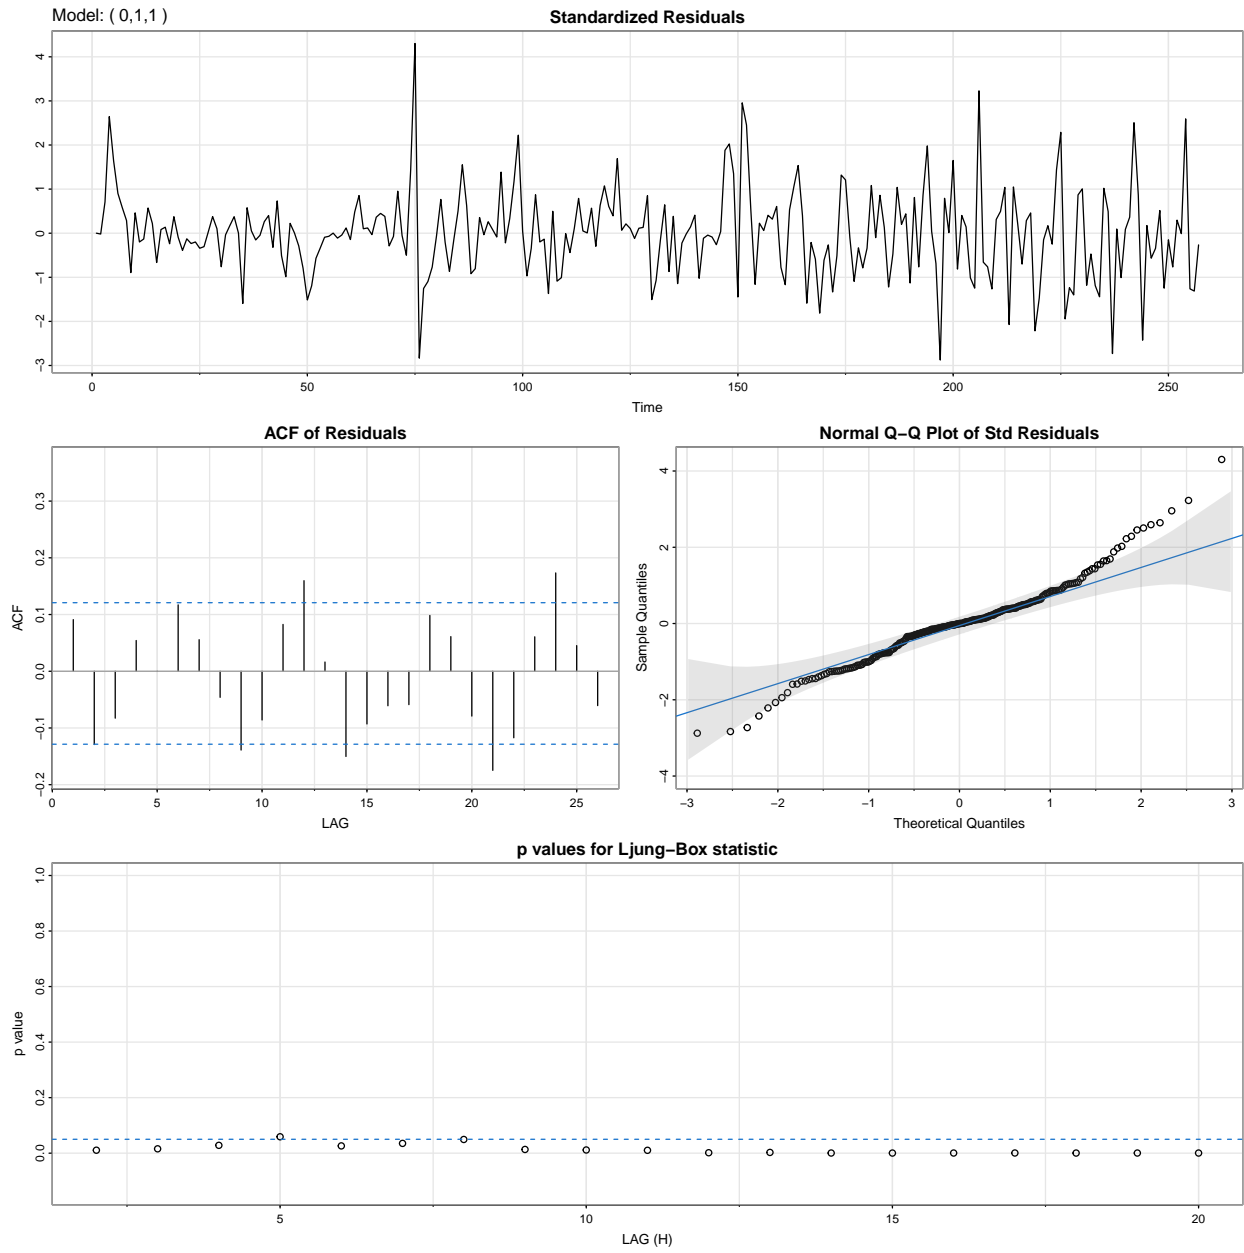 Model: ( 0,1,1 )
Standardized Residuals
4
3
2
1
0
−1
−2
−3
0 50 100 150 200 250
Time
ACF of Residuals
ACF
0.3
0.2
0.1
0.0
−0.1
−0.2
0 5 10 15 20 25
LAG
Normal Q−Q Plot of Std Residuals
Sample Quantiles
4
2
0
−2
−4
−3 −2 −1 0 1 2 3
Theoretical Quantiles
p values for Ljung−Box statistic
p value
1.0
0.8
0.6
0.4
0.2
0.0
5 10 15 20
LAG (H)